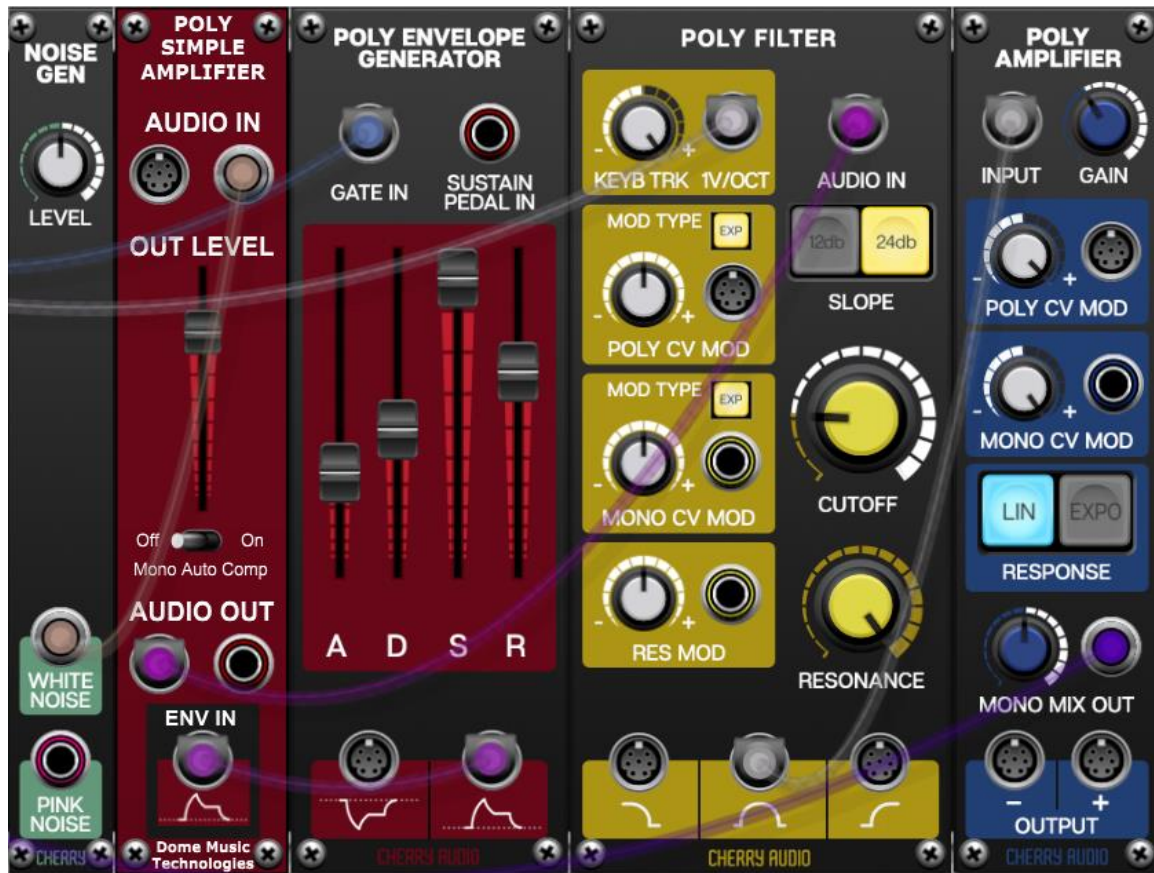 NOISE
GEN
LEVEL
WHITE
NOISE
PINK
NOISE
CHERRY
POLY
SIMPLE
AMPLIFIER
AUDIO IN
OUT LEVEL
Off On
Mono Auto Comp
AUDIO OUT
ENV IN
Dome Music
Technologies
POLY ENVELOPE
GENERATOR
GATE IN
SUSTAIN
PEDAL IN
A D S R
CHERRY AUDIO
POLY FILTER
- +
KEYB TRK 1V/OCT
MOD TYPE EXP
- +
POLY CV MOD
MOD TYPE EXP
- +
MONO CV MOD
- +
RES MOD
AUDIO IN
12db 24db
SLOPE
CUTOFF
RESONANCE
CHERRY AUDIO
POLY
AMPLIFIER
INPUT GAIN
- +
POLY CV MOD
- +
MONO CV MOD
LIN EXPO
RESPONSE
MONO MIX OUT
- +
OUTPUT
CHERRY AUDIO